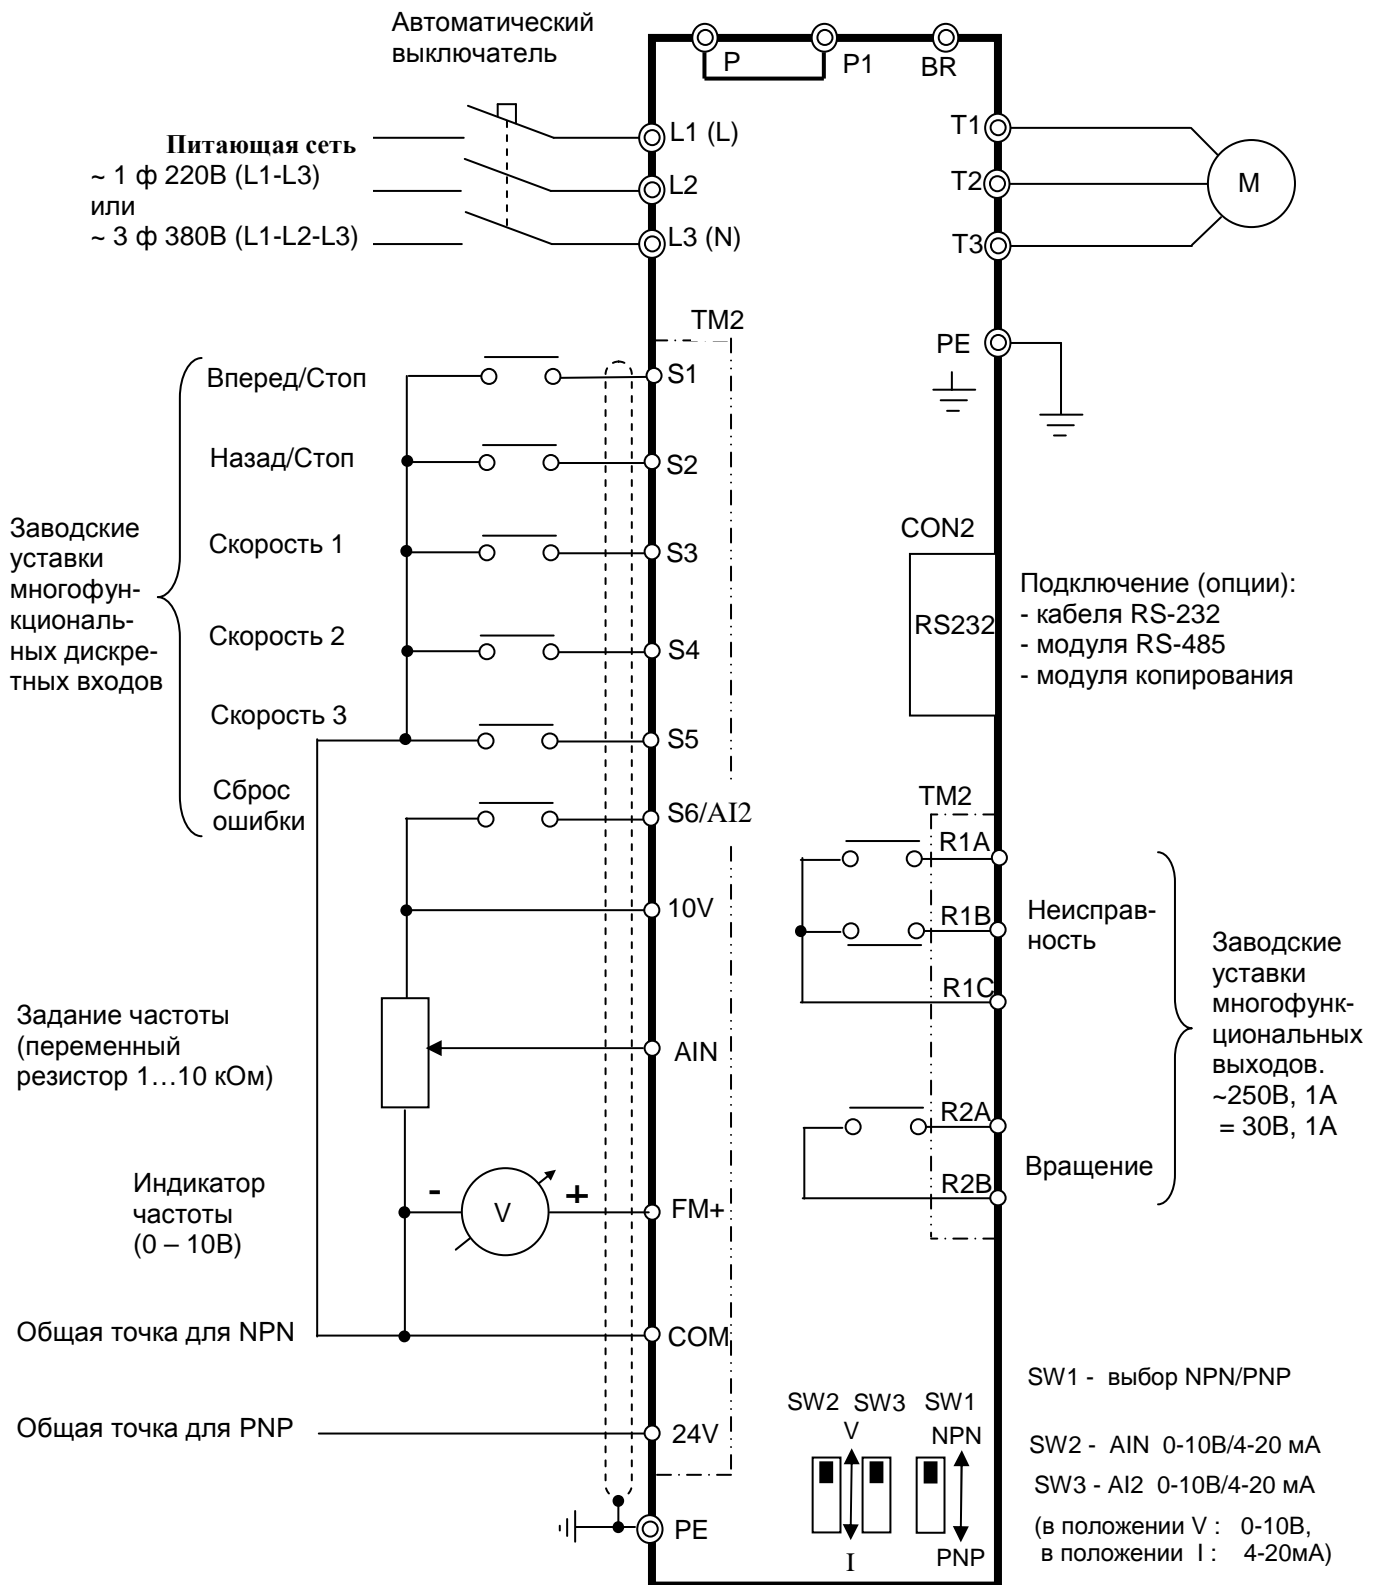 Автоматический
выключатель
P
P1
BR
Питающая сеть
~ 1 ф 220В (L1-L3)
или
~ 3 ф 380В (L1-L2-L3)
L1 (L)
L2
L3 (N)
T1
T2
T3
M
PE
TM2
Вперед/Стоп
S1
Назад/Стоп
S2
Скорость 1
S3
Скорость 2
S4
Скорость 3
S5
Сброс
ошибки
S6/AI2
Заводские
уставки
многофун-
кциональ-
ных дискре-
тных входов
CON2
RS232
Подключение (опции):
- кабеля RS-232
- модуля RS-485
- модуля копирования
10V
Задание частоты
(переменный
резистор 1…10 кОм)
AIN
Индикатор
частоты
(0 – 10В)
-
V
+
FM+
Общая точка для NPN
COM
Общая точка для PNP
24V
PE
TM2
R1A
R1B
R1C
Неисправ-
ность
R2A
R2B
Вращение
Заводские
уставки
многофунк-
циональных
выходов.
~250В, 1А
= 30В, 1А
SW2
SW3
SW1
V
NPN
I
PNP
SW1 - выбор NPN/PNP
SW2 - AIN 0-10В/4-20 мА
SW3 - AI2 0-10В/4-20 мА
(в положении V : 0-10В,
в положении I : 4-20мА)